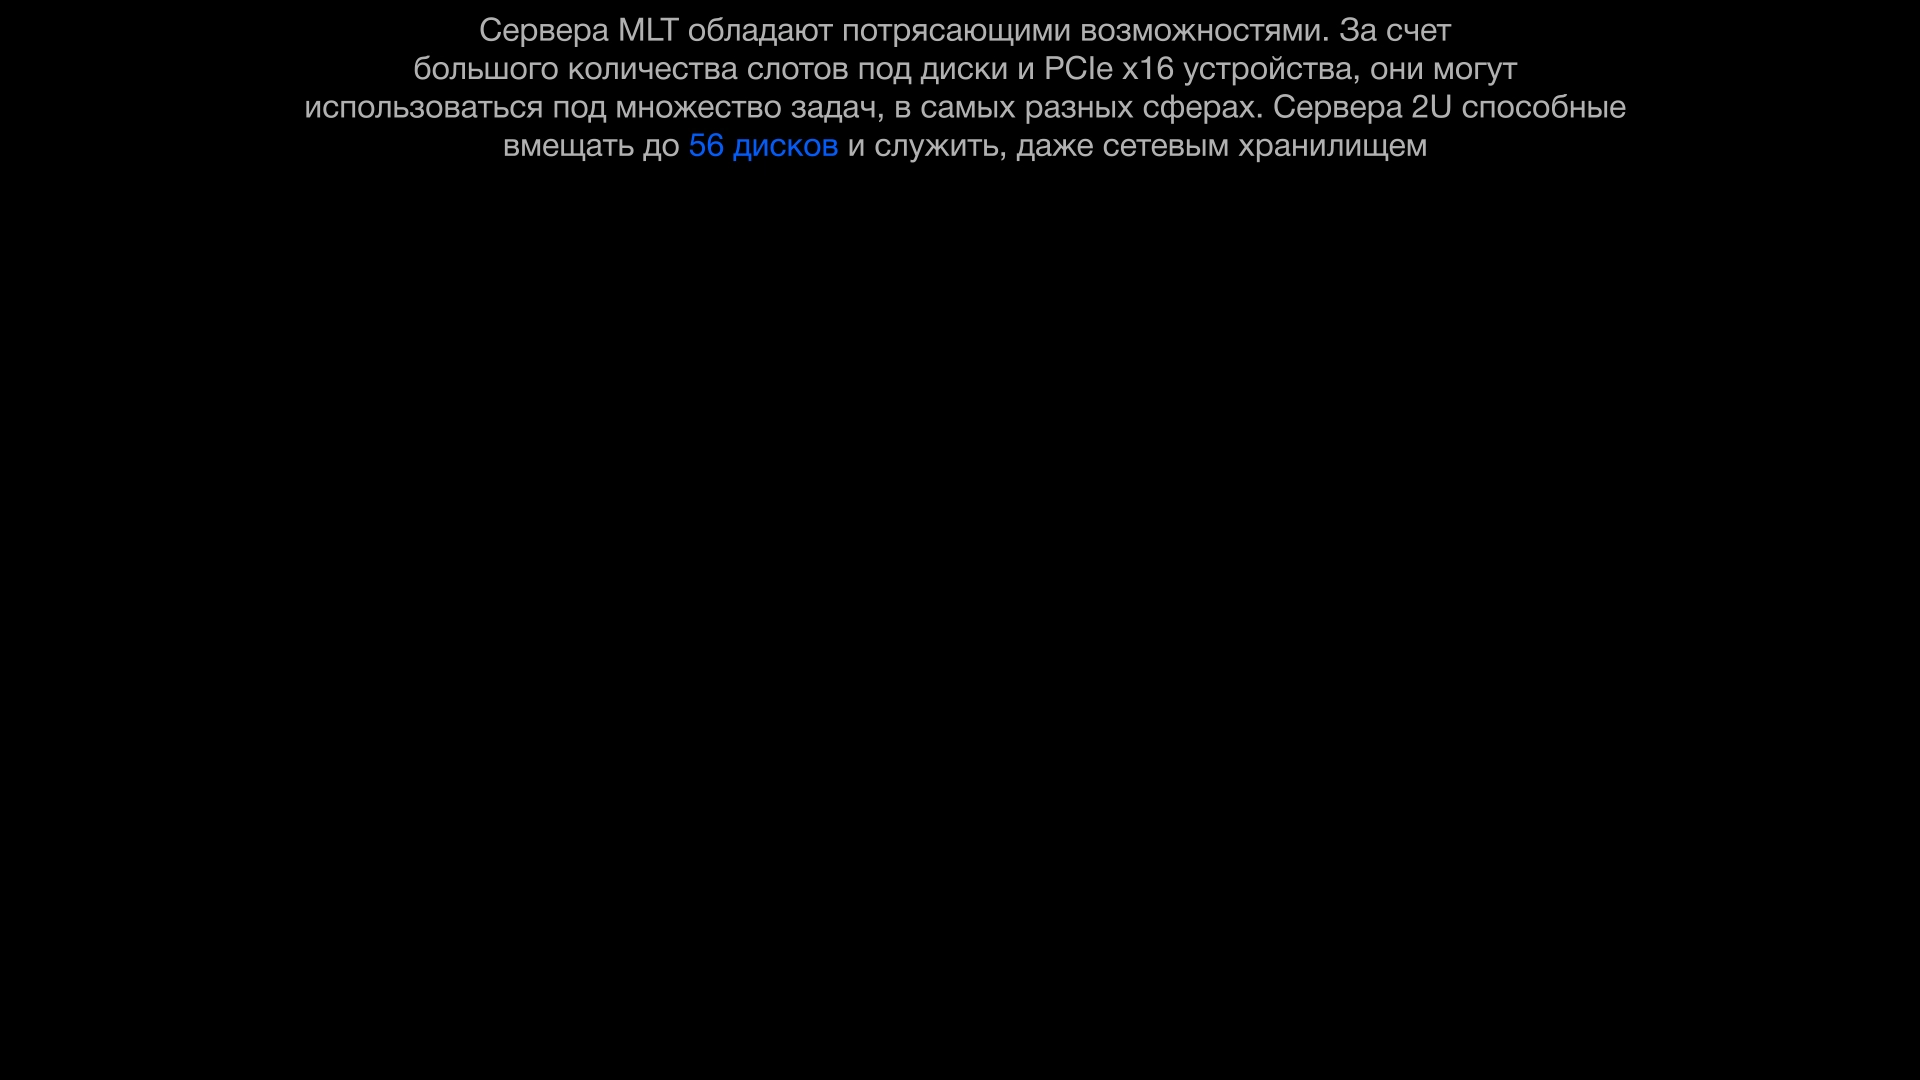 Сервера MLT обладают потрясающими возможностями. За счет
большого количества слотов под диски и PCIe x16 устройства, они могут
использоваться под множество задач, в самых разных сферах. Сервера 2U способные
вмещать до 56 дисков и служить, даже сетевым хранилищем